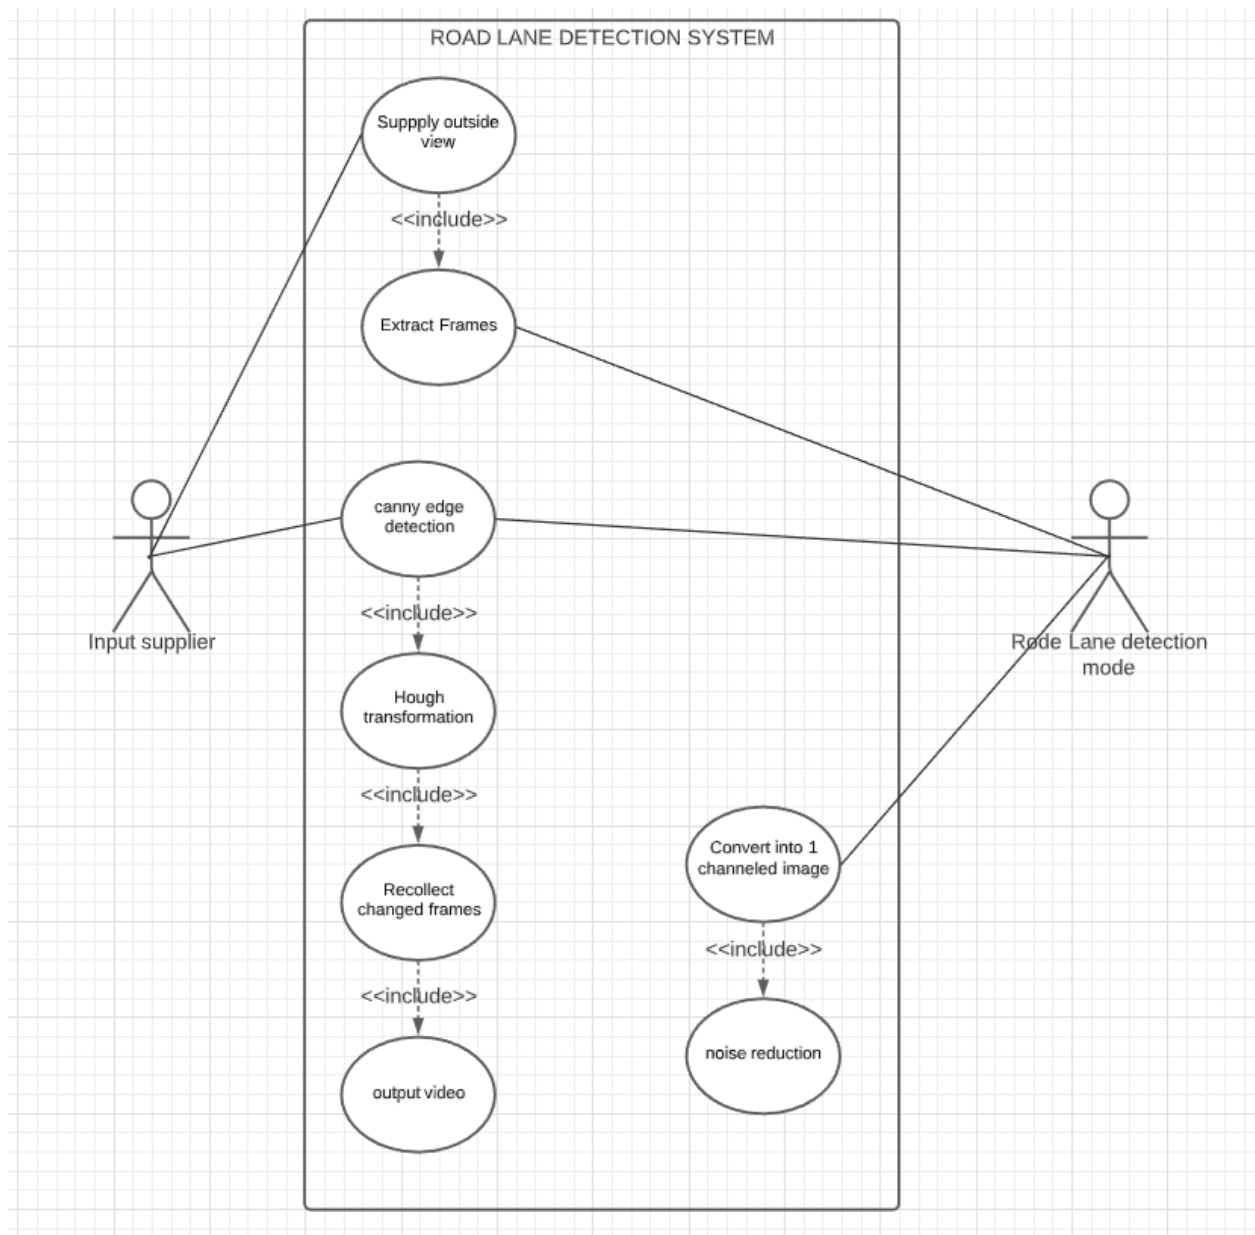 ROAD LANE DETECTION SYSTEM
Suppply outside
view
<<include>>
Extract Frames
canny edge
detection
<<include>>
Input supplier
Rode Lane detection
mode
Hough
transformation
<<include>>
Convert into 1
channeled image
Recollect
changed frames
<<include>>
<<include>>
noise reduction
output video